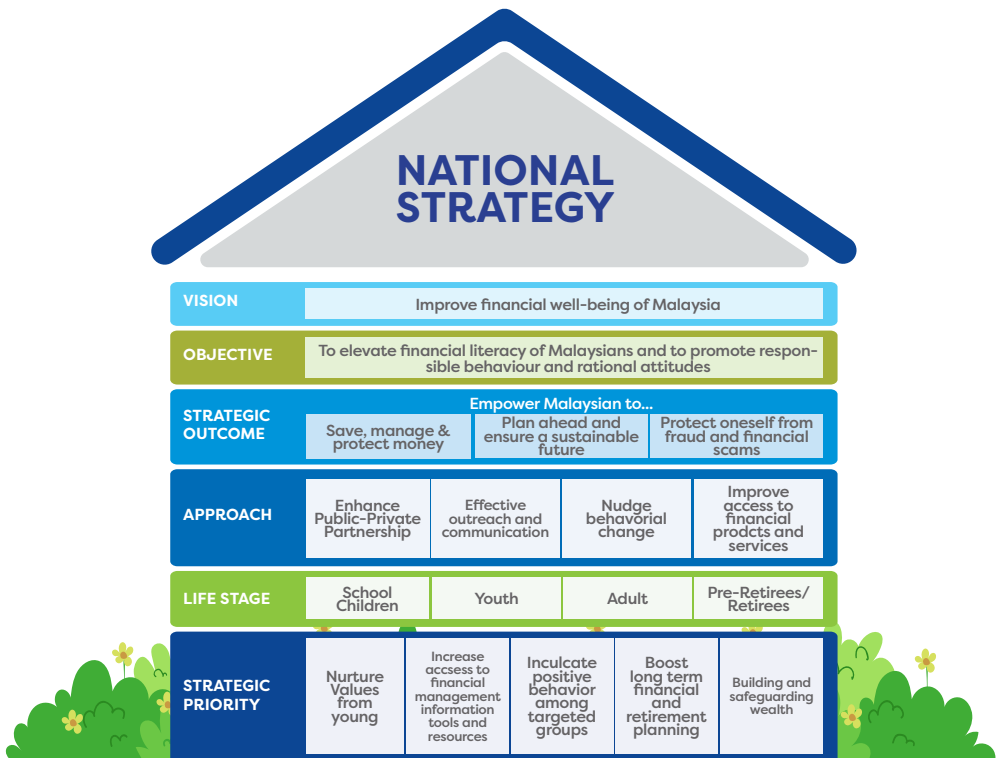 NATIONAL
STRATEGY
VISION
Improve financial well-being of Malaysia
OBJECTIVE
To elevate financial literacy of Malaysians and to promote respon-
sible behaviour and rational attitudes
STRATEGIC
OUTCOME
Empower Malaysian to...
Save, manage &
protect money
Plan ahead and
ensure a sustainable
future
Protect oneself from
fraud and financial
scams
APPROACH
Enhance
Public-Private
Partnership
Effective
outreach and
communication
Nudge
behavorial
change
Improve
access to
financial
prodcts and
services
LIFE STAGE
School
Children
Youth
Adult
Pre-Retirees/
Retirees
STRATEGIC
PRIORITY
Nurture
Values
from
young
Increase
accsess to
financial
management
information
tools and
resources
Inculcate
positive
behavior
among
targeted
groups
Boost
long term
financial
and
retirement
planning
Building and
safeguarding
wealth